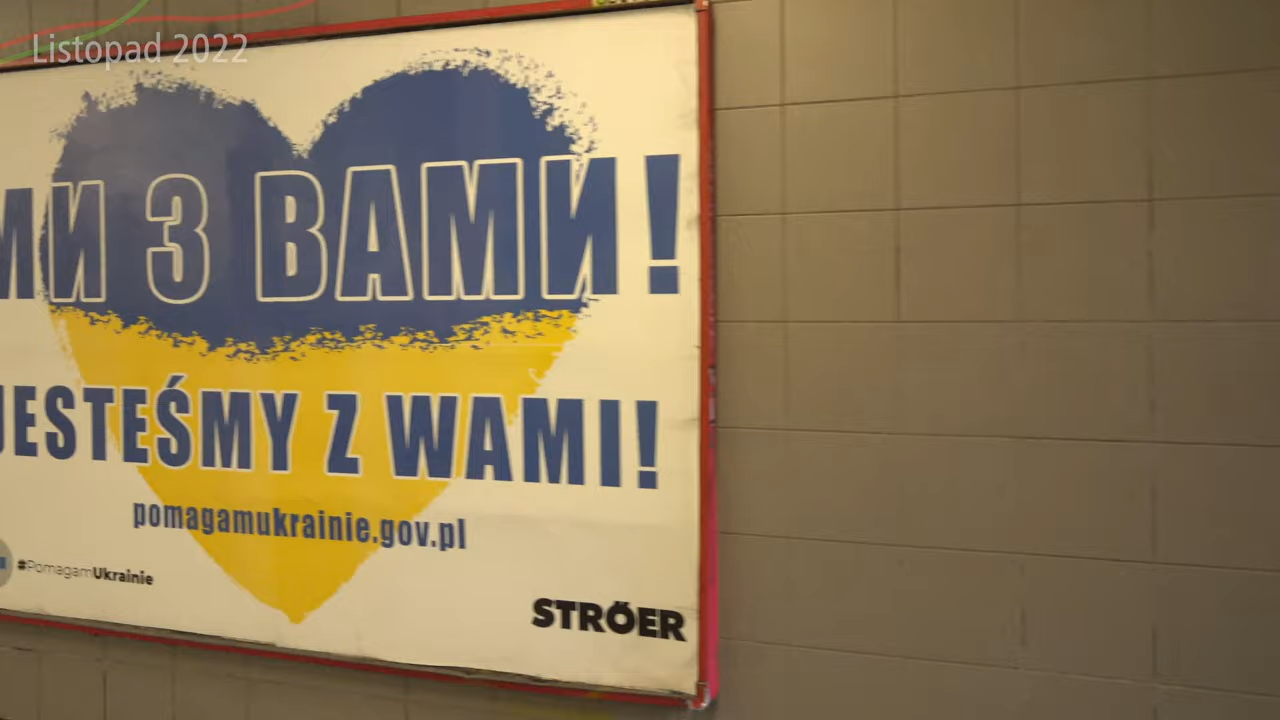 Listopad 2022
МИ З ВАМИ!
JESTEŚMY Z WAMI!
pomagamukrainie.gov.pl
#PomagamUkrainie
STRÖER